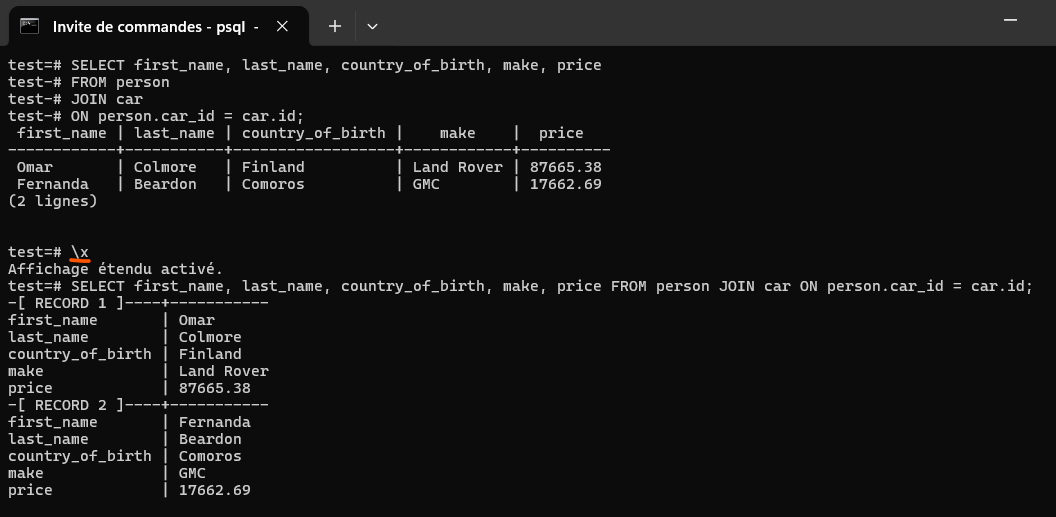 Invite de commandes - psql  -
test=# SELECT first_name, last_name, country_of_birth, make, price
test-# FROM person
test-# JOIN car
test-# ON person.car_id = car.id;
 first_name | last_name | country_of_birth |    make    |  price
------------+-----------+------------------+------------+----------
 Omar       | Colmore   | Finland          | Land Rover | 87665.38
 Fernanda   | Beardon   | Comoros          | GMC        | 17662.69
(2 lignes)
test=# \x
Affichage étendu activé.
test=# SELECT first_name, last_name, country_of_birth, make, price FROM person JOIN car ON person.car_id = car.id;
-[ RECORD 1 ]----+-----------
first_name       | Omar
last_name        | Colmore
country_of_birth | Finland
make             | Land Rover
price            | 87665.38
-[ RECORD 2 ]----+-----------
first_name       | Fernanda
last_name        | Beardon
country_of_birth | Comoros
make             | GMC
price            | 17662.69